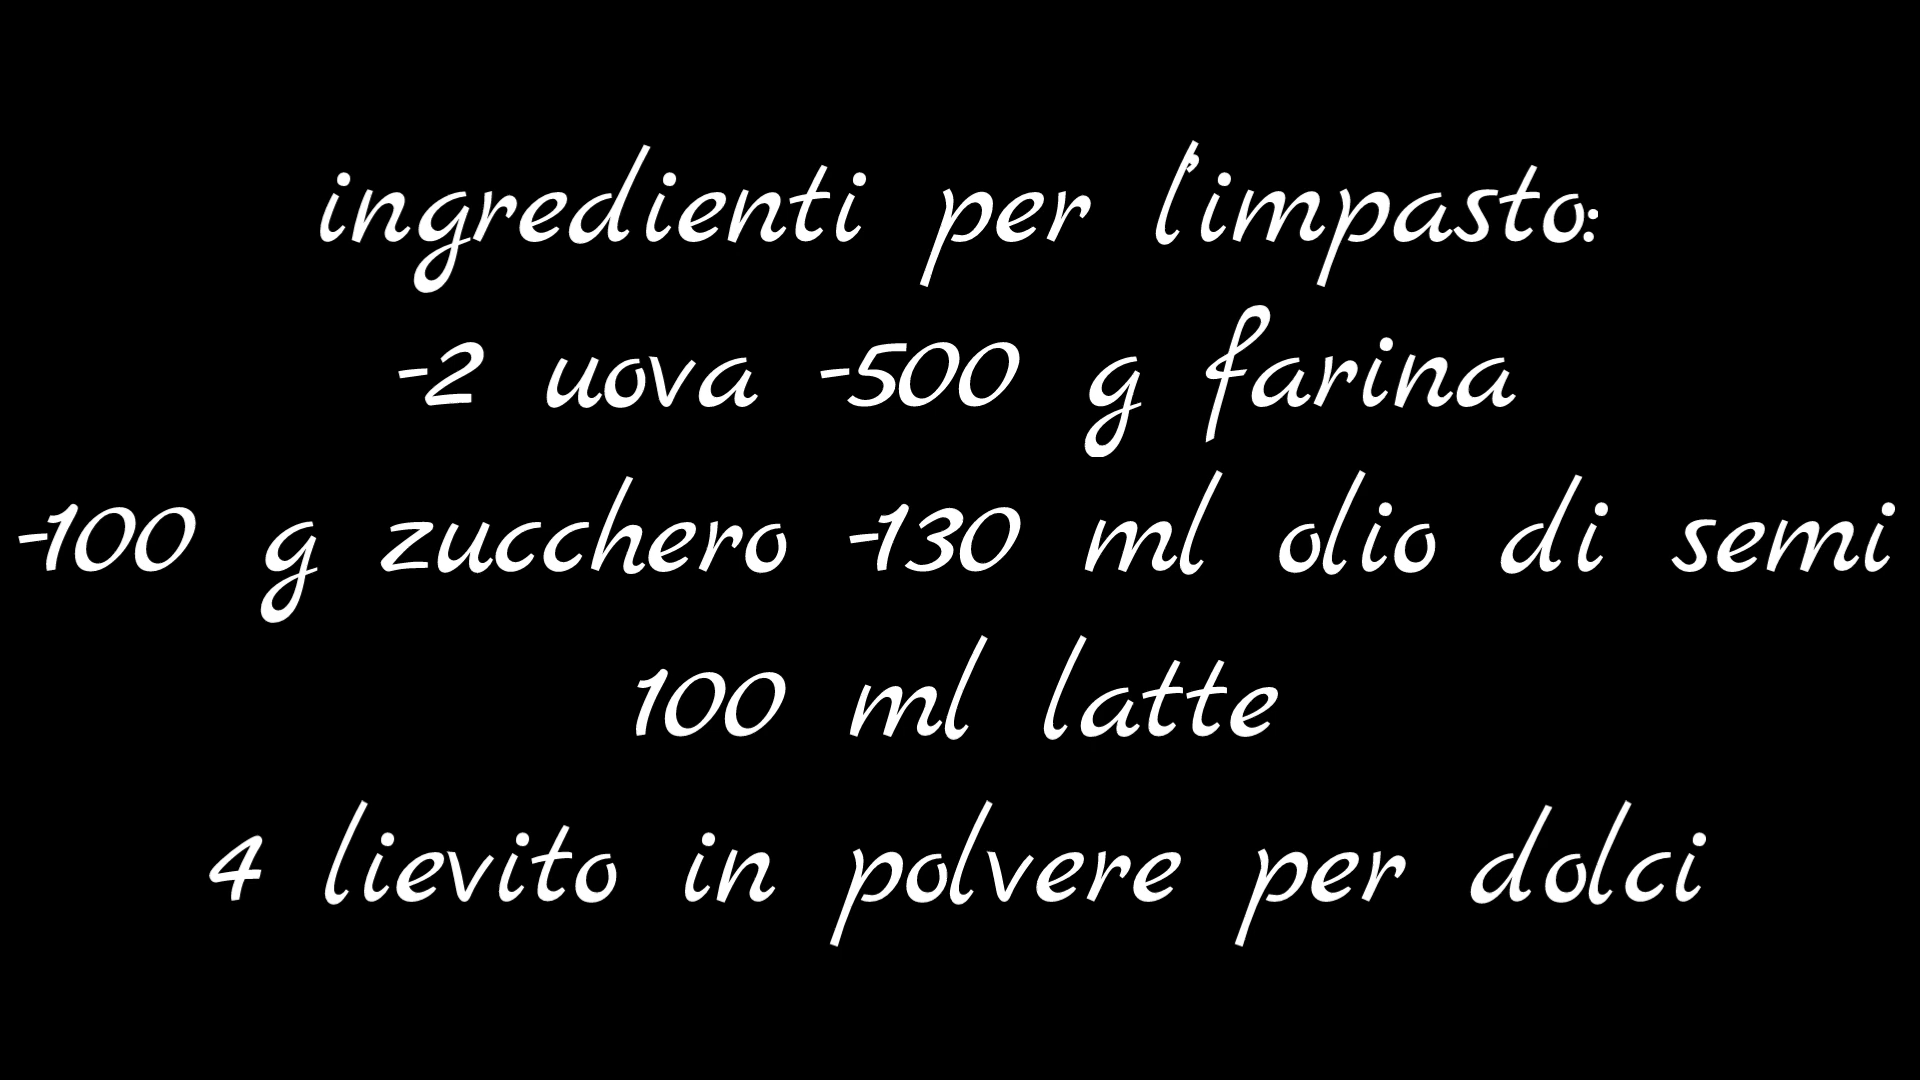 ingredienti per l'impasto:
-2 uova -500 g farina
-100 g zucchero -130 ml olio di semi
100 ml latte
4 lievito in polvere per dolci